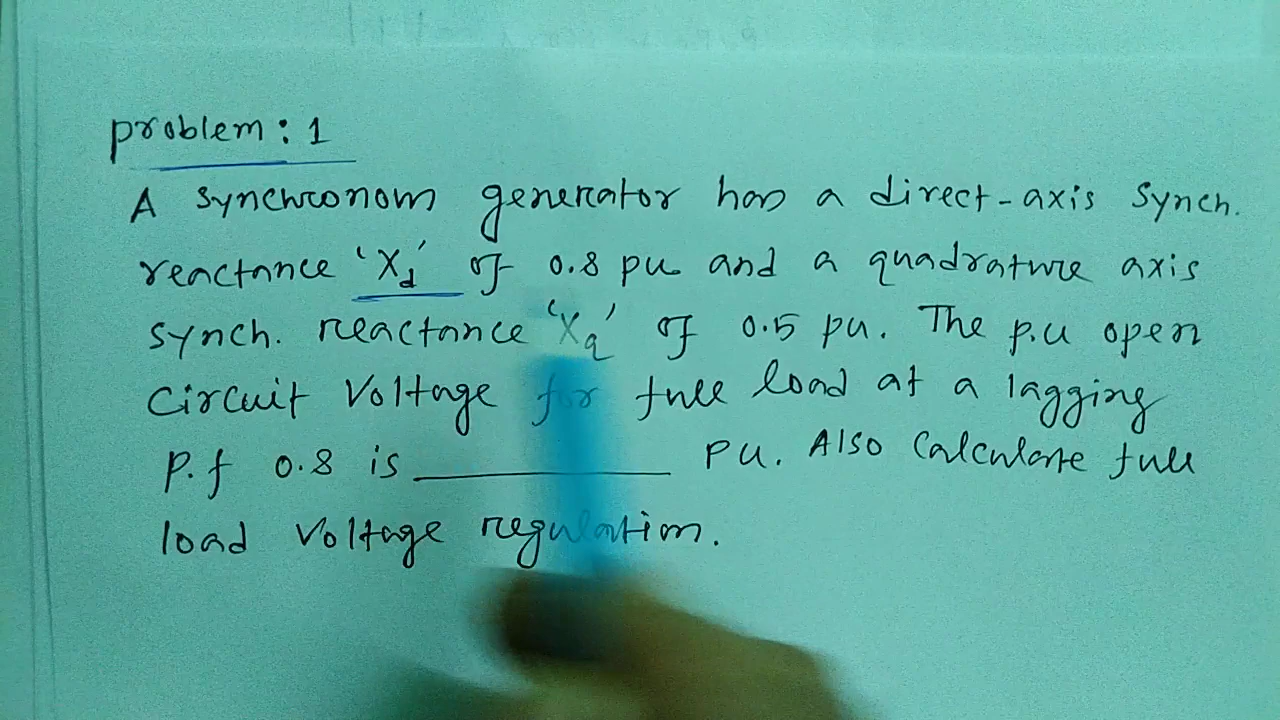 problem: 1
A synchronous generator has a direct-axis synch.
reactance 'Xd' of 0.8 pu and a quadrature axis
synch. reactance 'Xq' of 0.5 pu. The p.u open
circuit voltage for full load at a lagging
p.f 0.8 is ________ pu. Also calculate full
load voltage regulation.